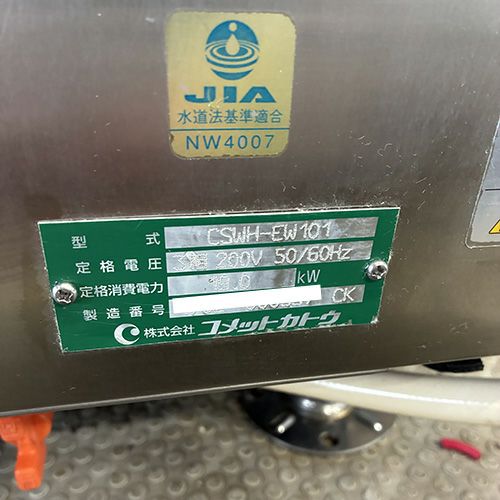 JIA
水道法基準適合
NW4007
型式 CSWH-EW101
定格電圧 3相 200V 50/60Hz
定格消費電力 kW
製造番号 CK
株式会社 コメットカトウ